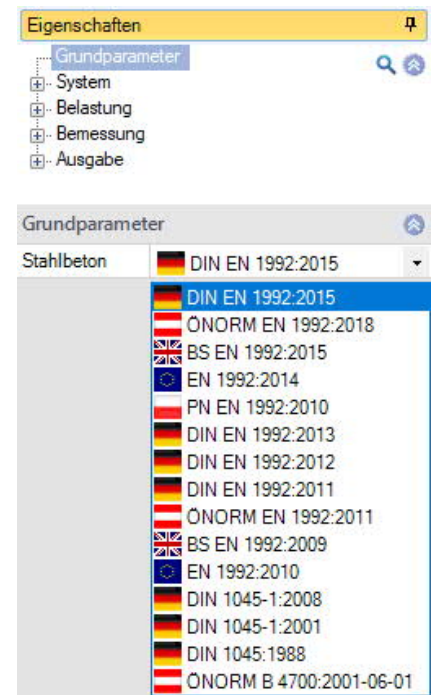 Eigenschaften
Grundparameter
System
Belastung
Bemessung
Ausgabe
Grundparameter
Stahlbeton DIN EN 1992:2015
DIN EN 1992:2015
ÖNORM EN 1992:2018
BS EN 1992:2015
EN 1992:2014
PN EN 1992:2010
DIN EN 1992:2013
DIN EN 1992:2012
DIN EN 1992:2011
ÖNORM EN 1992:2011
BS EN 1992:2009
EN 1992:2010
DIN 1045-1:2008
DIN 1045-1:2001
DIN 1045:1988
ÖNORM B 4700:2001-06-01